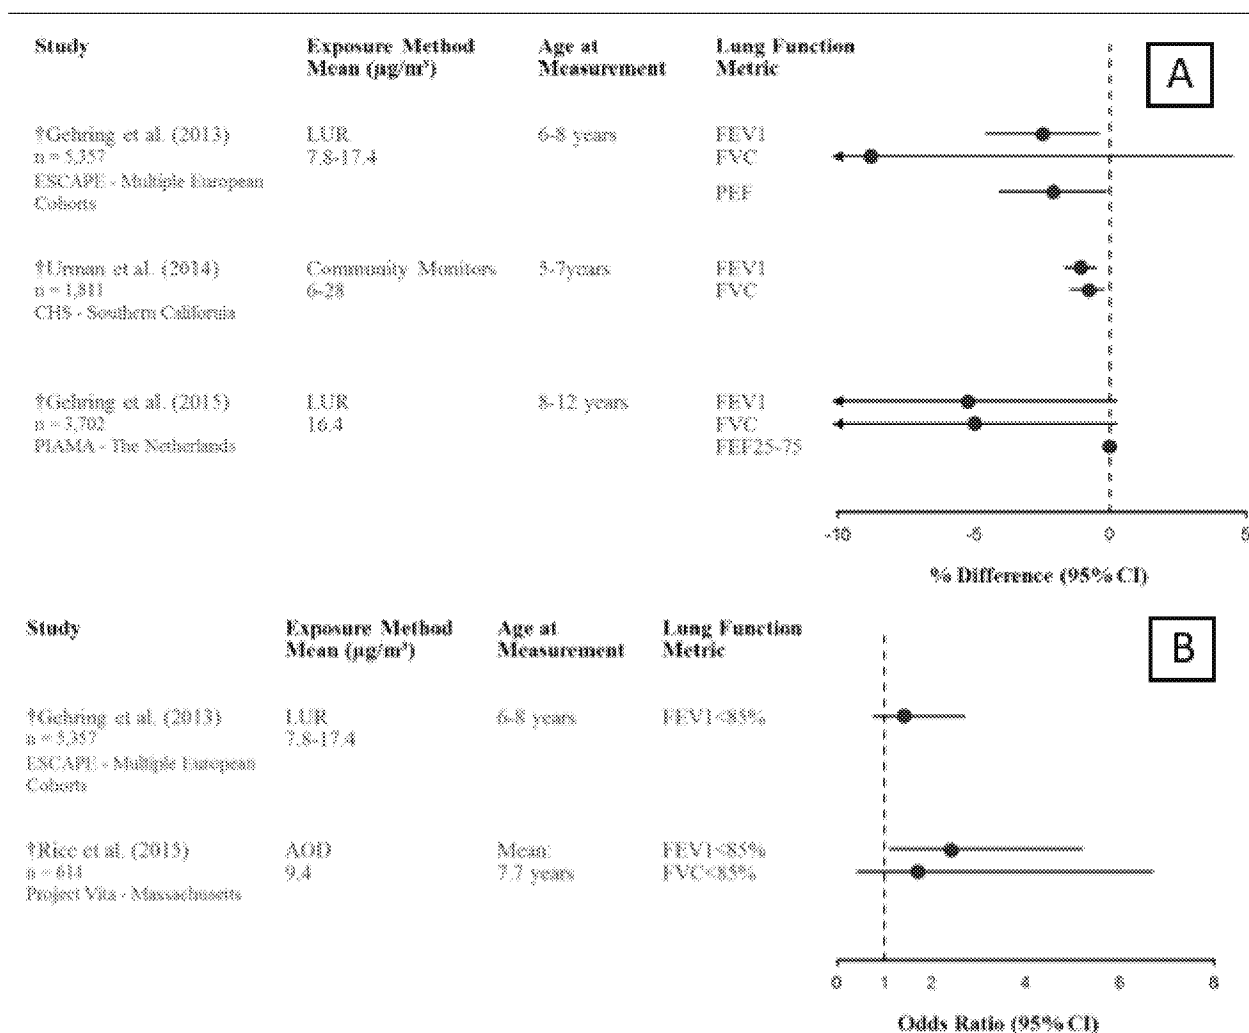 Study Exposure Method Age at Lung Function
Mean (µg/m³) Measurement Metric
A
†Gehring et al. (2013) LUR 6-8 years FEV1
n = 5,357 7.8-17.4 FVC
ESCAPE - Multiple European PEF
Cohorts
†Urman et al. (2014) Community Monitors 5-7years FEV1
n = 1,811 6-28 FVC
CHS - Southern California
†Gehring et al. (2015) LUR 8-12 years FEV1
n = 3,702 16.4 FVC
PIAMA - The Netherlands FEF25-75
-10 -5 0 5
% Difference (95% CI)
Study Exposure Method Age at Lung Function
Mean (µg/m³) Measurement Metric
B
†Gehring et al. (2013) LUR 6-8 years FEV1<85%
n = 5,357 7.8-17.4
ESCAPE - Multiple European
Cohorts
†Rice et al. (2015) AOD Mean: FEV1<85%
n = 614 9.4 7.7 years FVC<85%
Project Vita - Massachusetts
0 1 2 4 6 8
Odds Ratio (95% CI)